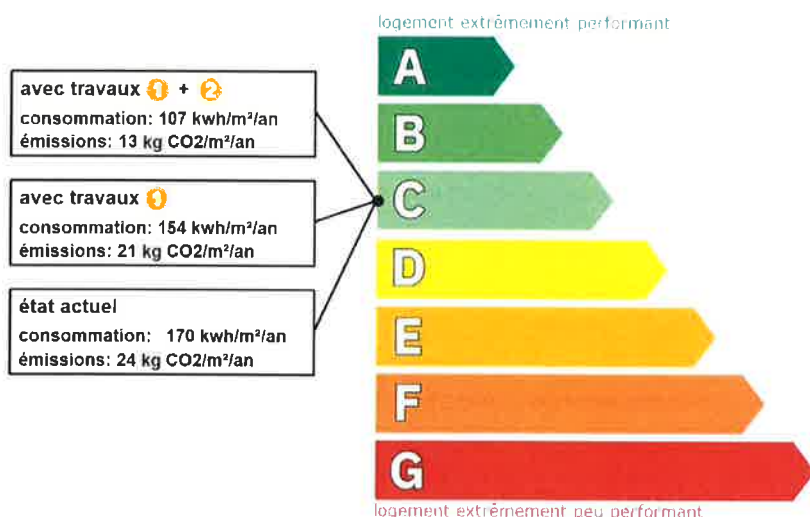 logement extrêmement performant
avec travaux 1 + 2
consommation: 107 kwh/m²/an
émissions: 13 kg CO2/m²/an
avec travaux 1
consommation: 154 kwh/m²/an
émissions: 21 kg CO2/m²/an
état actuel
consommation: 170 kwh/m²/an
émissions: 24 kg CO2/m²/an
A
B
C
D
E
F
G
logement extrêmement peu performant